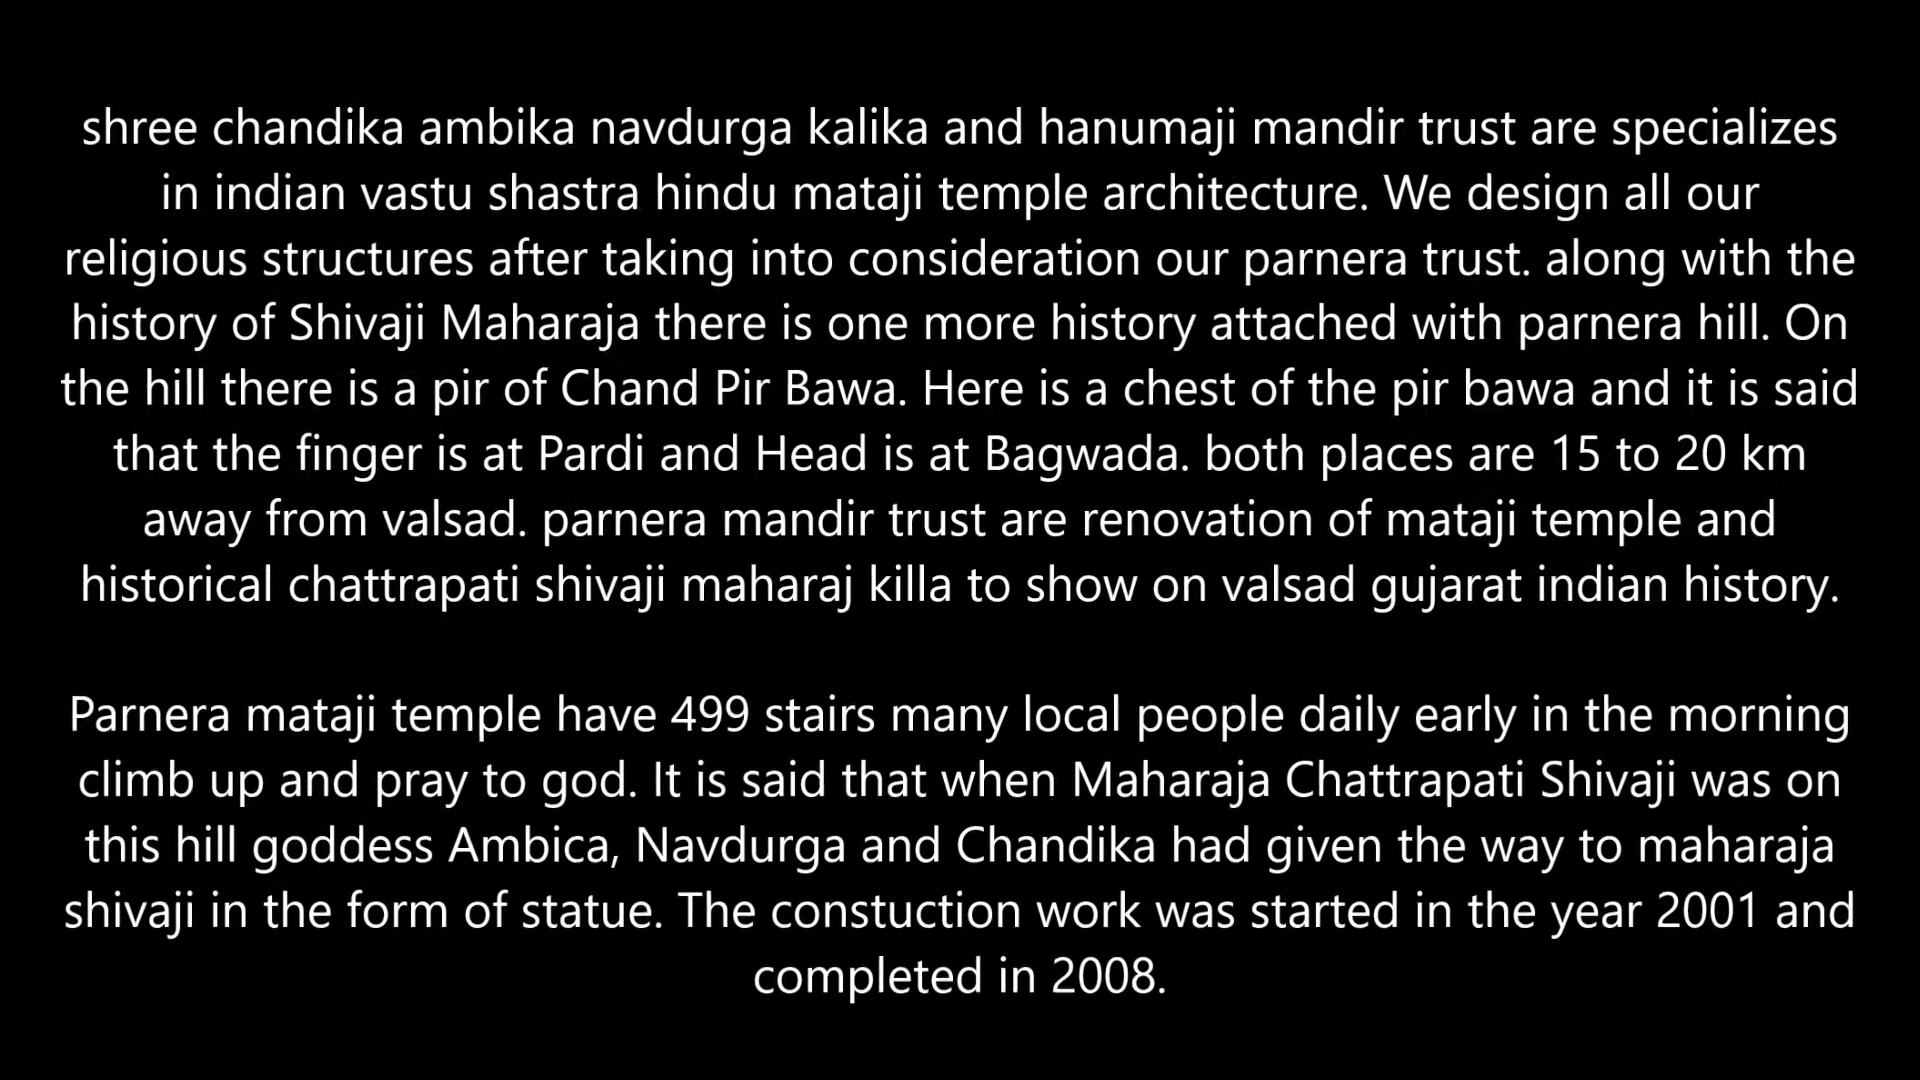 shree chandika ambika navdurga kalika and hanumaji mandir trust are specializes
in indian vastu shastra hindu mataji temple architecture. We design all our
religious structures after taking into consideration our parnera trust. along with the
history of Shivaji Maharaja there is one more history attached with parnera hill. On
the hill there is a pir of Chand Pir Bawa. Here is a chest of the pir bawa and it is said
that the finger is at Pardi and Head is at Bagwada. both places are 15 to 20 km
away from valsad. parnera mandir trust are renovation of mataji temple and
historical chattrapati shivaji maharaj killa to show on valsad gujarat indian history.
Parnera mataji temple have 499 stairs many local people daily early in the morning
climb up and pray to god. It is said that when Maharaja Chattrapati Shivaji was on
this hill goddess Ambica, Navdurga and Chandika had given the way to maharaja
shivaji in the form of statue. The constuction work was started in the year 2001 and
completed in 2008.